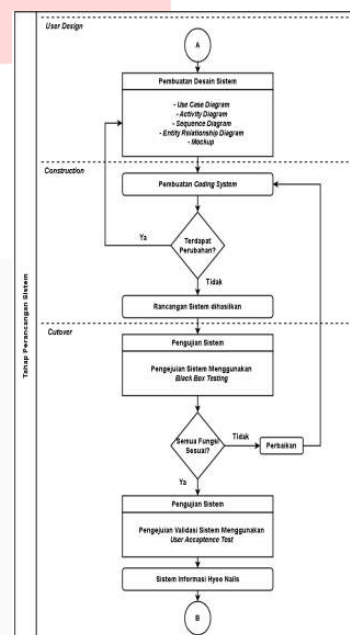 User Design
A
Pembuatan Desain Sistem
- Use Case Diagram
- Activity Diagram
- Sequence Diagram
- Entity Relationship Diagram
- Mockup
Construction
Pembuatan Coding System
Ya
Terdapat
Perubahan?
Tidak
Rancangan Sistem dihasilkan
Cutover
Pengujian Sistem
Pengejuian Sistem Menggunakan
Black Box Testing
Semua Fungsi
Sesuai?
Tidak
Perbaikan
Ya
Pengujian Sistem
Pengejuian Validasi Sistem Menggunakan
User Acceptence Test
Sistem Informasi Hyoe Nails
B
Tahap Perancangan Sistem